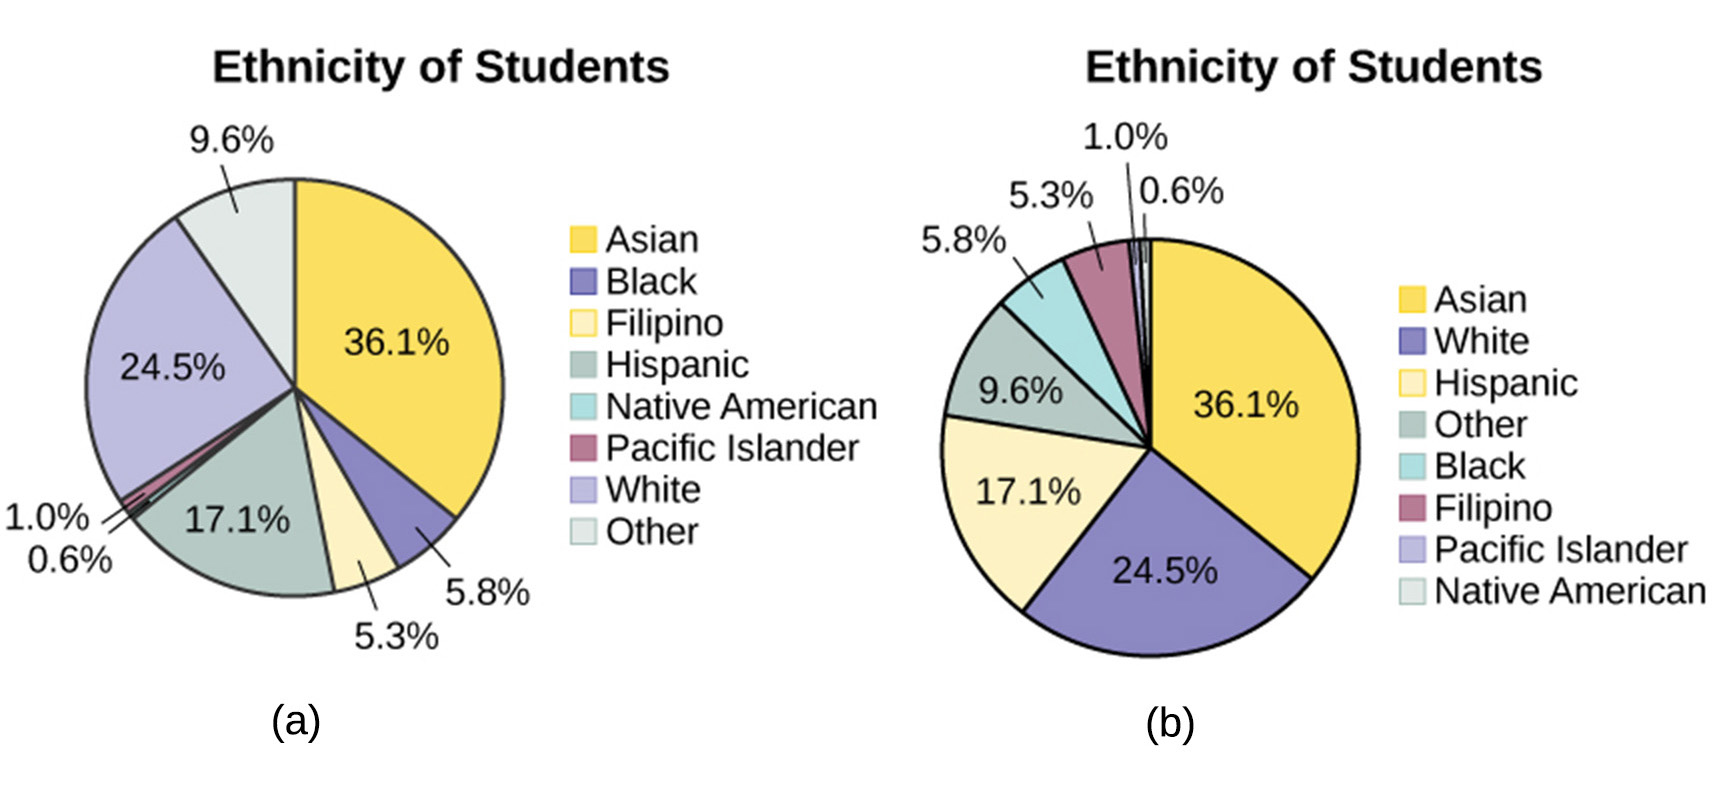 Ethnicity of Students
9.6%
36.1%
24.5%
17.1%
1.0%
0.6%
5.8%
5.3%
Asian
Black
Filipino
Hispanic
Native American
Pacific Islander
White
Other
(a)
Ethnicity of Students
1.0%
0.6%
5.3%
5.8%
36.1%
9.6%
17.1%
24.5%
Asian
White
Hispanic
Other
Black
Filipino
Pacific Islander
Native American
(b)